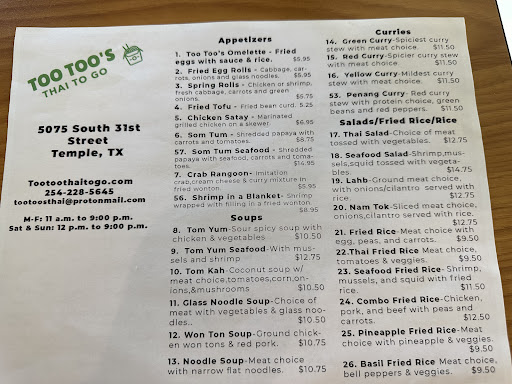 TOO TOO'S
THAI TO GO
5075 South 31st
Street
Temple, TX
Tootoothaitogo.com
254-228-5645
tootoosthai@protonmail.com
M-F: 11 a.m. to 9:00 p.m.
Sat & Sun: 12 p.m. to 9:00 p.m.
Appetizers
1. Too Too's Omelette - Fried
eggs with sauce & rice. $5.95
2. Fried Egg Rolls - Cabbage, car-
rots, onions and glass noodles. $5.95
3. Spring Rolls - Chicken or shrimp,
fresh cabbage, carrots and green
onions. $5.75
4. Fried Tofu - Fried bean curd. 5.25
5. Chicken Satay - Marinated
grilled chicken on a skewer. $6.95
6. Som Tum - Shredded papaya with
carrots and tomatoes. $8.75
57. Som Tum Seafood - Shredded
papaya with seafood, carrots, and toma-
toes. $14.95
7. Crab Rangoon- Imitation
crab,cream cheese & curry mixture in
fried wonton. $5.95
56. Shrimp in a Blanket- Shrimp
wrapped with filling in a fried wonton.
$8.95
Soups
8. Tom Yum-Sour spicy soup with
chicken & vegetables $10.50
9. Tom Yum Seafood-With mus-
sels and shrimp $12.75
10. Tom Kah-Coconut soup w/
meat choice,tomatoes,corn,on-
ions,&mushrooms $10.50
11. Glass Noodle Soup-Choice of
meat with vegetables & glass noo-
dles.. $10.50
12. Won Ton Soup-Ground chick-
en won tons & red pork. $10.75
13. Noodle Soup-Meat choice
with narrow flat noodles. $10.75
Curries
14. Green Curry-Spiciest curry
stew with meat choice. $11.50
15. Red Curry-Spicier curry stew
with meat choice. $11.50
16. Yellow Curry-Mildest curry
stew with meat choice. $11.50
53. Penang Curry- Red curry
stew with protein choice, green
beans and red peppers. $11.50
Salads/Fried Rice/Rice
17. Thai Salad-Choice of meat
tossed with vegetables. $12.75
18. Seafood Salad-Shrimp,mus-
sels,squid tossed with vegeta-
bles. $14.75
19. Lahb-Ground meat choice,
with onions/cilantro served with
rice. $12.75
20. Nam Tok-Sliced meat choice,
onions,cilantro served with rice.
$12.75
21. Fried Rice-Meat choice with
egg, peas, and carrots. $9.50
22.Thai Fried Rice Meat choice,
tomatoes & veggies. $9.50
23. Seafood Fried Rice- Shrimp,
mussels, and squid with fried
rice. $11.50
24. Combo Fried Rice-Chicken,
pork, and beef with peas and
carrots. $12.50
25. Pineapple Fried Rice-Meat
choice with pineapple & veggies.
$9.50
26. Basil Fried Rice Meat choice,
bell peppers & veggies. $9.50